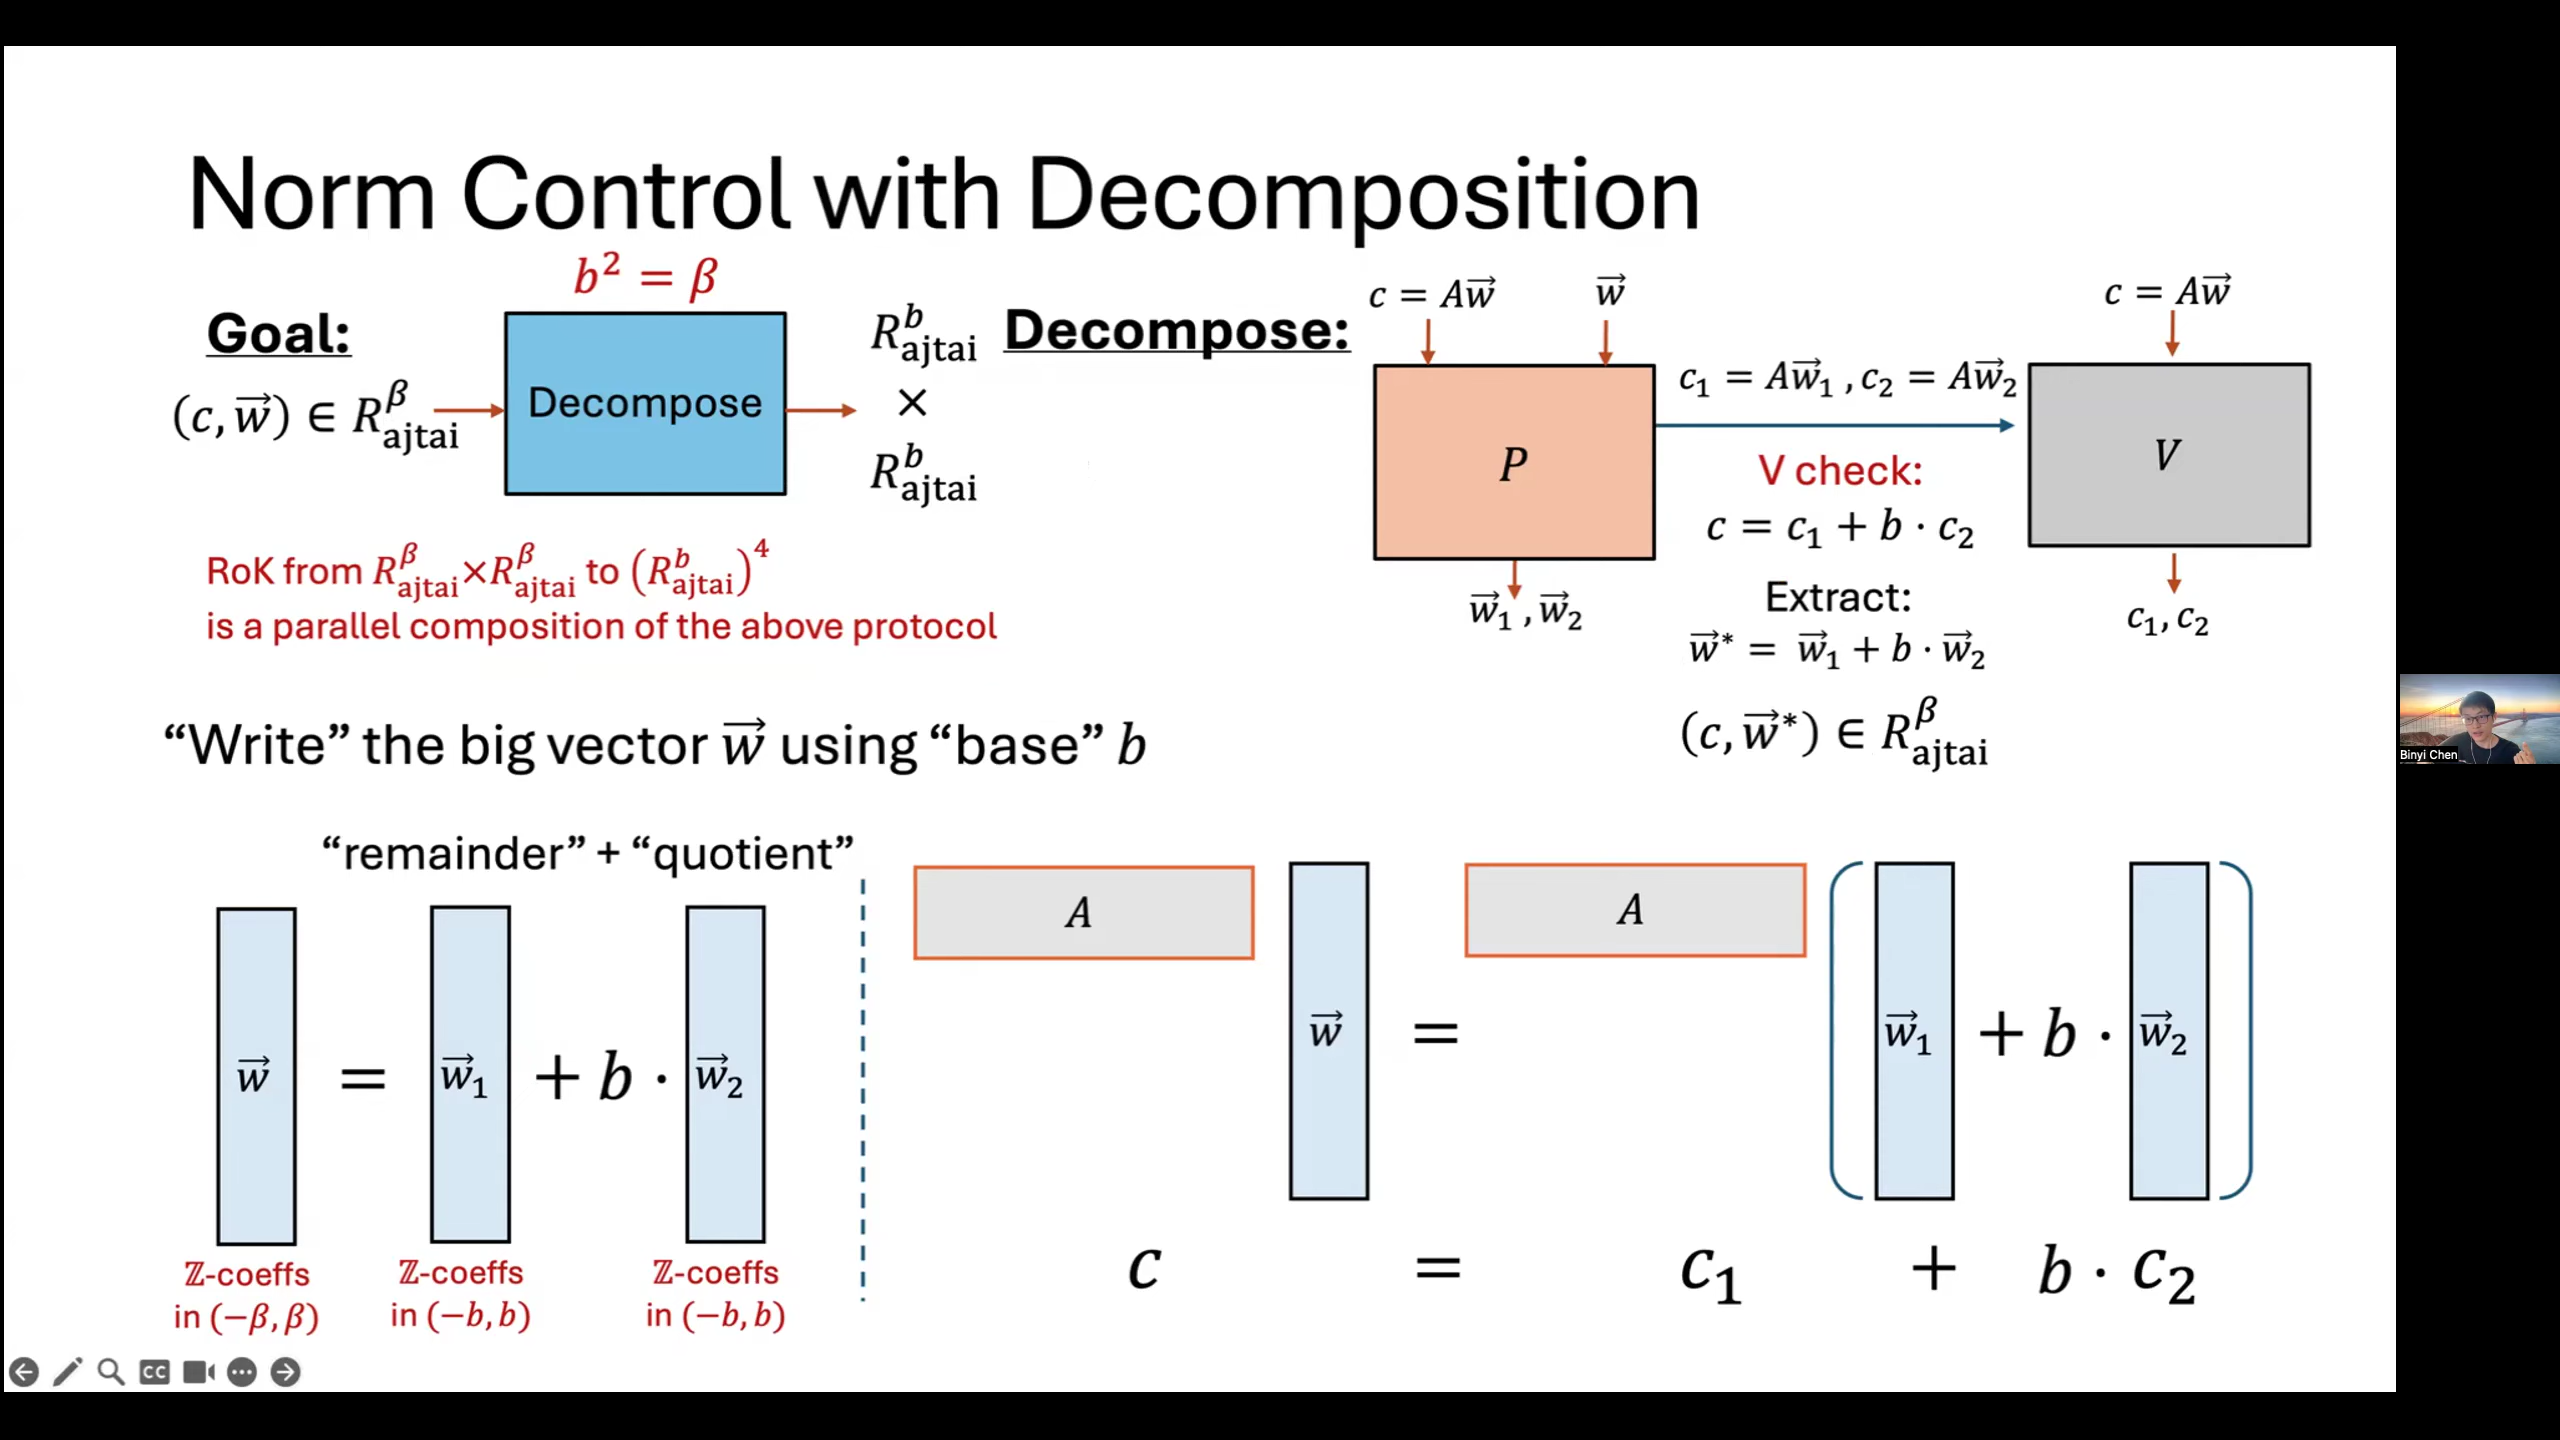 Norm Control with Decomposition
b² = β
Goal:
(c, w⃗) ∈ R^β_ajtai
Decompose
R^b_ajtai
×
R^b_ajtai
RoK from R^β_ajtai×R^β_ajtai to (R^b_ajtai)^4
is a parallel composition of the above protocol
Decompose:
c = Aw⃗
w⃗
P
w⃗₁ , w⃗₂
c₁ = Aw⃗₁ , c₂ = Aw⃗₂
V check:
c = c₁ + b · c₂
Extract:
w⃗* = w⃗₁ + b · w⃗₂
(c, w⃗*) ∈ R^β_ajtai
c = Aw⃗
V
c₁, c₂
Binyi Chen
“Write” the big vector w⃗ using “base” b
“remainder” + “quotient”
w⃗ = w⃗₁ + b · w⃗₂
ℤ-coeffs
in (−β, β)
ℤ-coeffs
in (−b, b)
ℤ-coeffs
in (−b, b)
A w⃗ = A w⃗₁ + b · w⃗₂
c = c₁ + b · c₂
CC